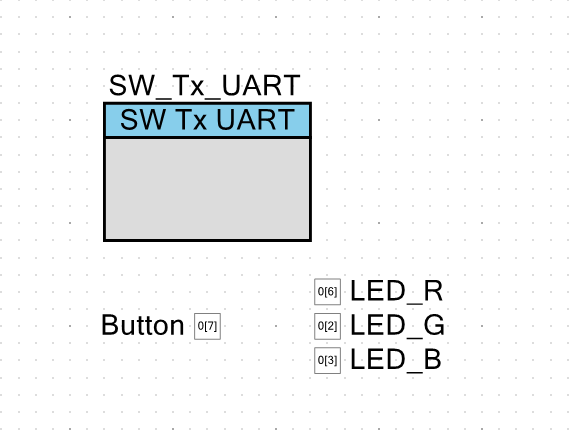 SW_Tx_UART
SW Tx UART
0[6] LED_R
Button 0[7] 0[2] LED_G
0[3] LED_B